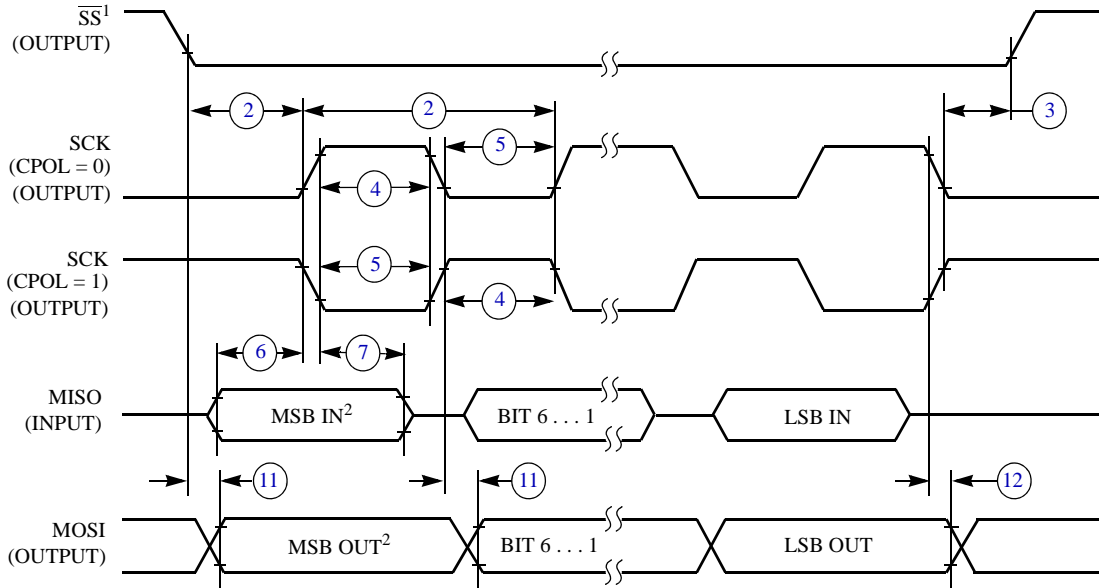 SS¹
(OUTPUT)
2 2 3
SCK
(CPOL = 0)
(OUTPUT)
5
4
SCK
(CPOL = 1)
(OUTPUT)
5
4
6 7
MISO
(INPUT)
MSB IN² BIT 6 . . . 1 LSB IN
11 11 12
MOSI
(OUTPUT)
MSB OUT² BIT 6 . . . 1 LSB OUT